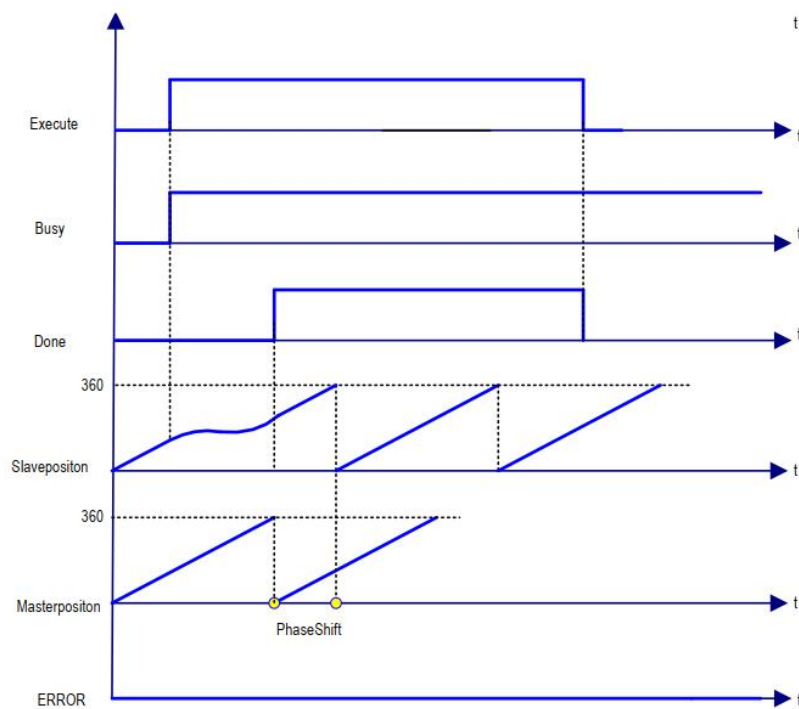 t
Execute
t
Busy
t
Done
t
360
Slavepositon
t
360
Masterpositon
t
PhaseShift
ERROR
t